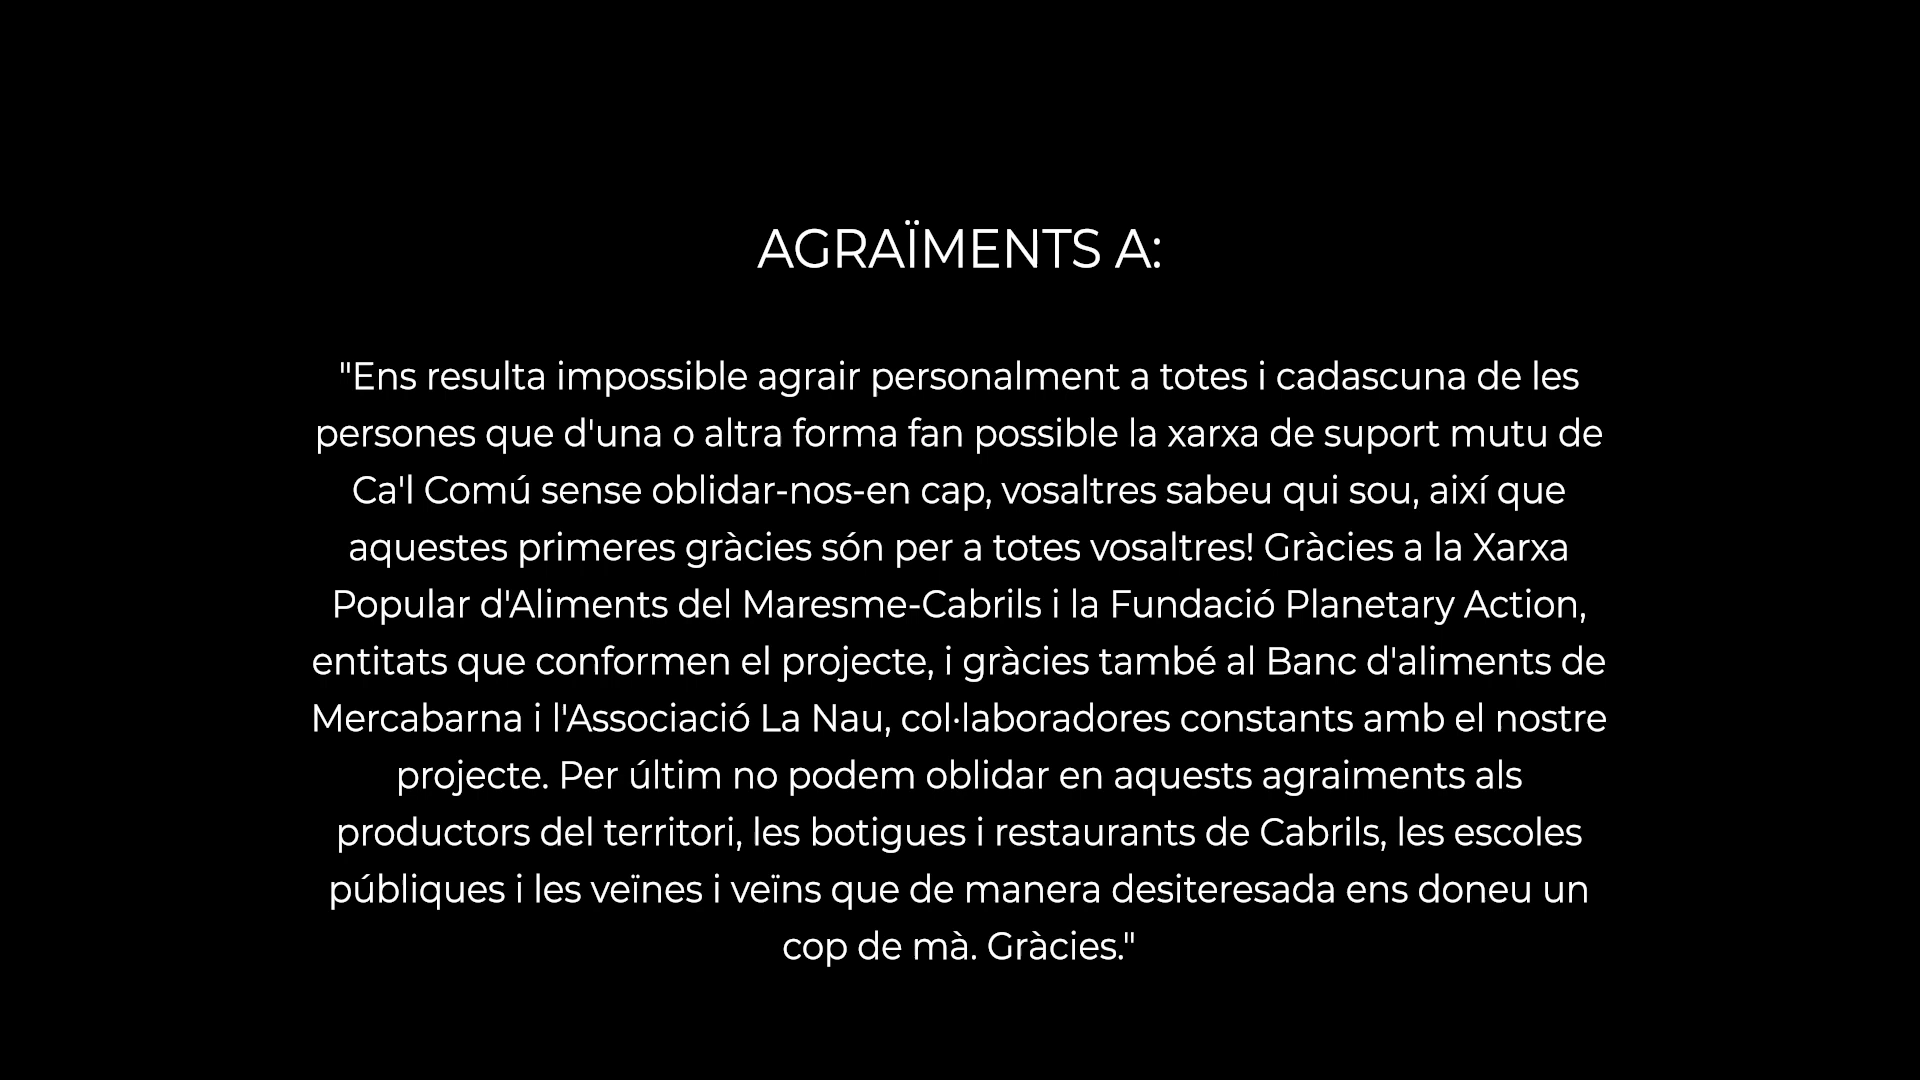 AGRAÏMENTS A:
"Ens resulta impossible agrair personalment a totes i cadascuna de les
persones que d'una o altra forma fan possible la xarxa de suport mutu de
Ca'l Comú sense oblidar-nos-en cap, vosaltres sabeu qui sou, així que
aquestes primeres gràcies són per a totes vosaltres! Gràcies a la Xarxa
Popular d'Aliments del Maresme-Cabrils i la Fundació Planetary Action,
entitats que conformen el projecte, i gràcies també al Banc d'aliments de
Mercabarna i l'Associació La Nau, col·laboradores constants amb el nostre
projecte. Per últim no podem oblidar en aquests agraiments als
productors del territori, les botigues i restaurants de Cabrils, les escoles
públiques i les veïnes i veïns que de manera desiteresada ens doneu un
cop de mà. Gràcies."